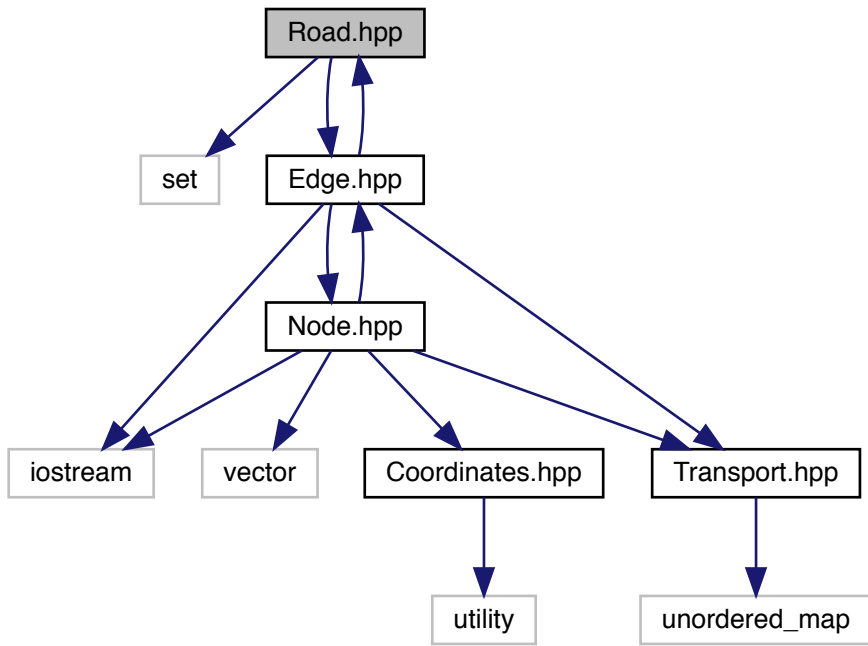 Road.hpp
set
Edge.hpp
Node.hpp
iostream
vector
Coordinates.hpp
Transport.hpp
utility
unordered_map